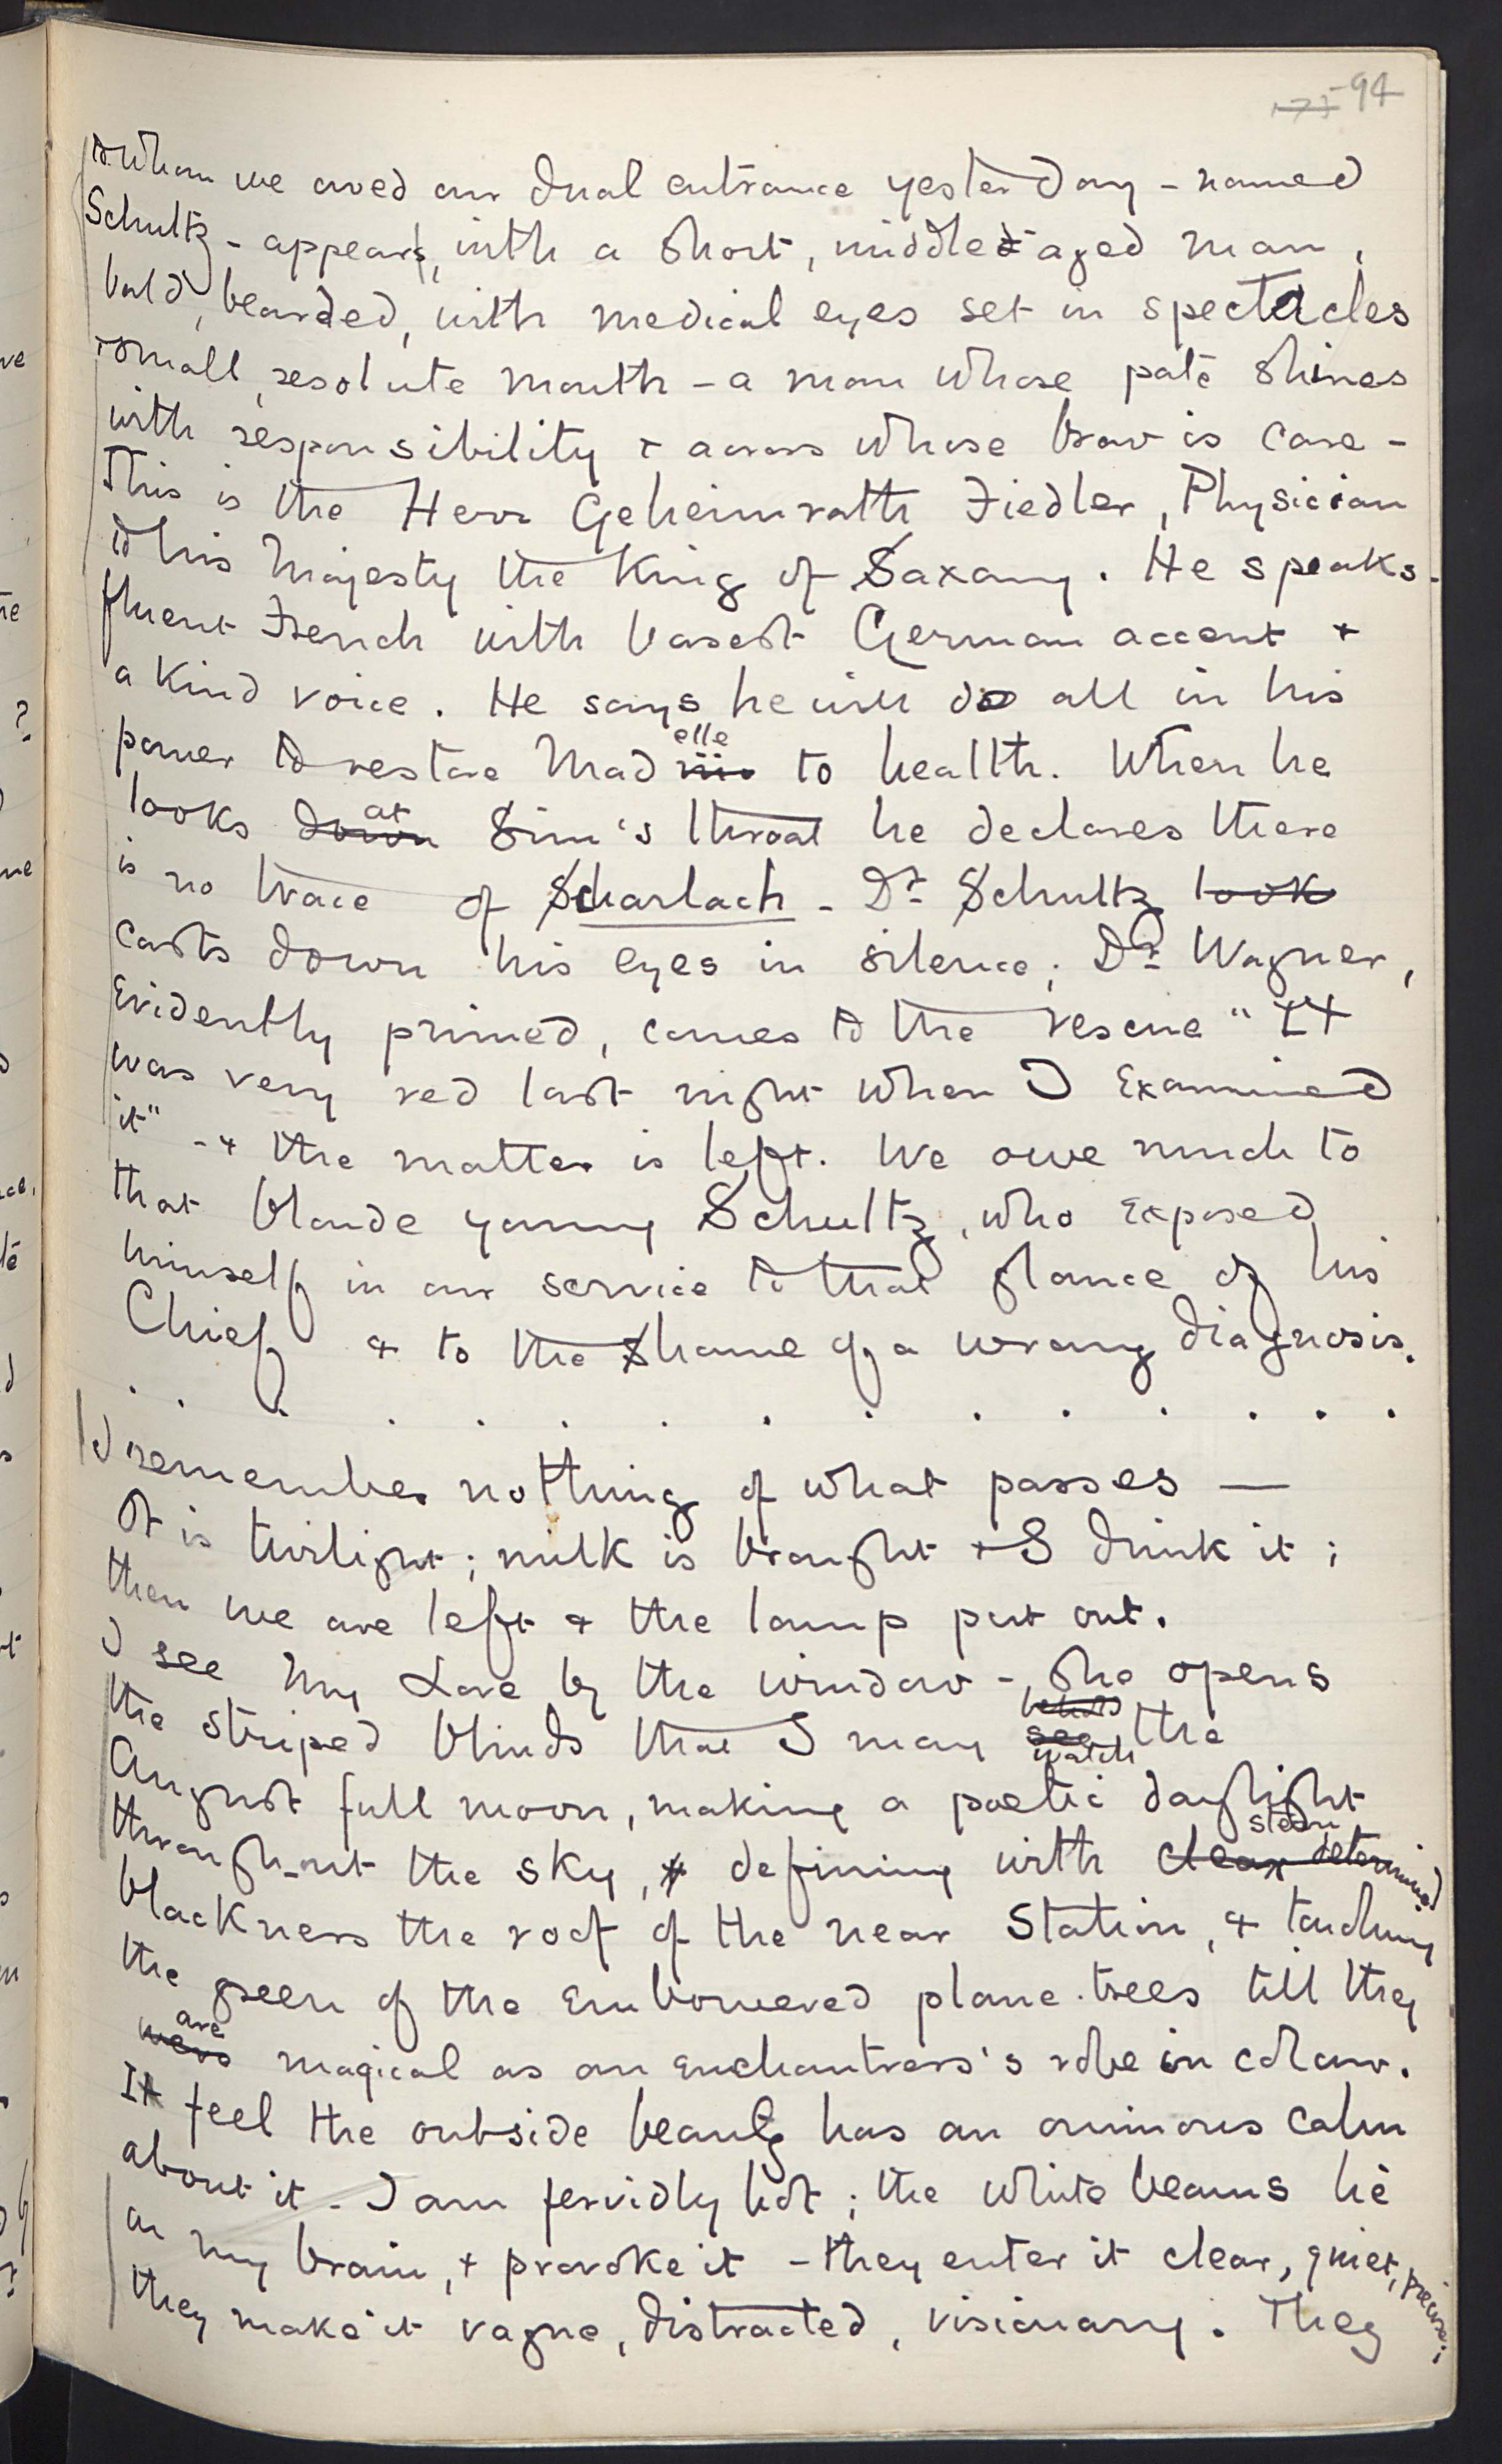 94
to whom we owed our dual entrance yesterday - named
Schultz - appears, with a short, middle aged man,
bald, bearded, with medical eyes set in spectacles
+ small, resolute mouth - a man whose pate shines
with responsibility + across whose brow is care -
This is the Herr Geheimrath Fiedler, Physician
to his Majesty the King of Saxony. He speaks
fluent French with basest German accent +
a kind voice. He says he will do all in his
power to restore Mad elle to health. When he
looks down at Sim's throat he declares there
is no trace of Scharlach - Dr Schultz look
casts down his eyes in silence; Dr Wagner,
Evidently primed, comes to the rescue "It
was very red last night when I Examined
it" - + the matter is left. We owe much to
that blonde young Schultz, who Exposed
himself in our service to that glance of his
Chief + to the shame of a wrong diagnosis.
. . . . . . . . . . . . . .
I remember nothing of what passes —
It is twilight; milk is brought + I drink it;
then we are left + the lamp put out.
I see My Love by the window - she opens
the striped blinds that I may see watch the
August full moon, making a poetic daylight
through-out the sky, defining with clear determined stern
blackness the roof of the near Station, + touching
the green of the Embowered plane-trees till they
were are magical as an Enchantress's robe in colour.
I feel the outside beauty has an ominous calm
about it - I am fervidly hot; the white beams lie
on my brain, + provoke it - they enter it clear, quiet, precise;
they make it vague, distracted, visionary. They